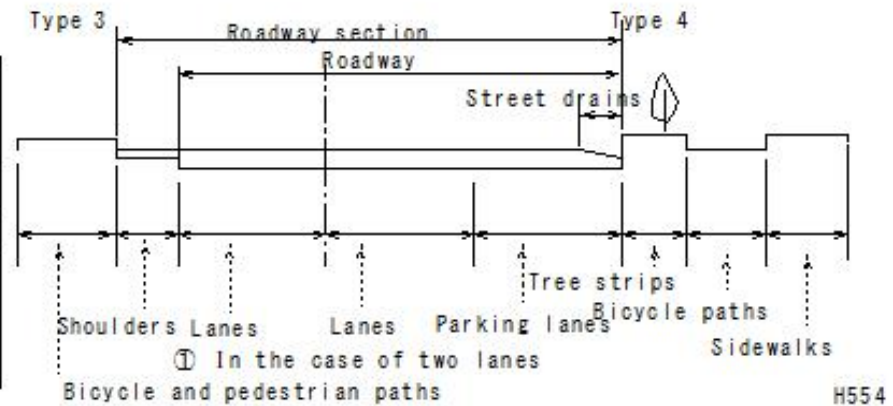 Type 3
Type 4
Roadway section
Roadway
Street drains
Tree strips
Bicycle paths
Shoulders Lanes Lanes Parking lanes
Sidewalks
① In the case of two lanes
Bicycle and pedestrian paths
H554